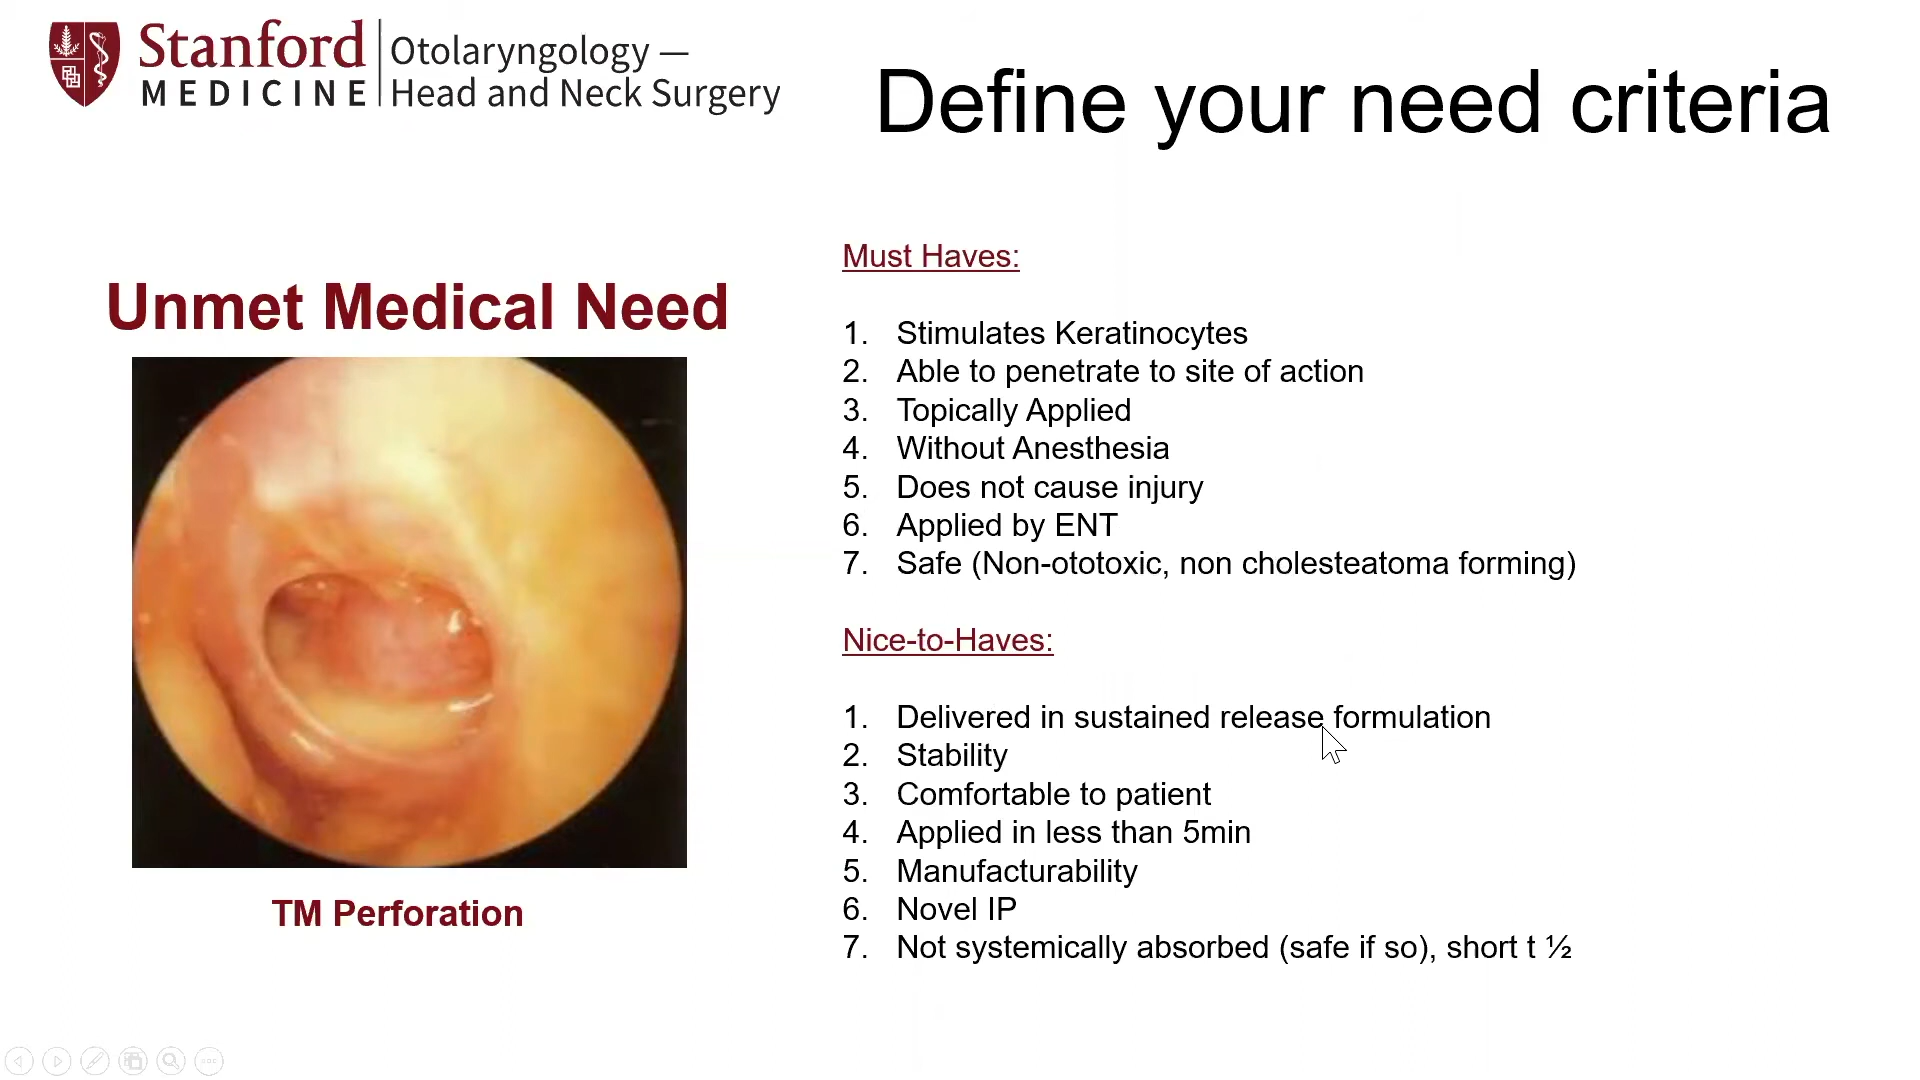 Stanford
MEDICINE
Otolaryngology —
Head and Neck Surgery
Define your need criteria
Unmet Medical Need
TM Perforation
Must Haves:
1. Stimulates Keratinocytes
2. Able to penetrate to site of action
3. Topically Applied
4. Without Anesthesia
5. Does not cause injury
6. Applied by ENT
7. Safe (Non-ototoxic, non cholesteatoma forming)
Nice-to-Haves:
1. Delivered in sustained release formulation
2. Stability
3. Comfortable to patient
4. Applied in less than 5min
5. Manufacturability
6. Novel IP
7. Not systemically absorbed (safe if so), short t ½